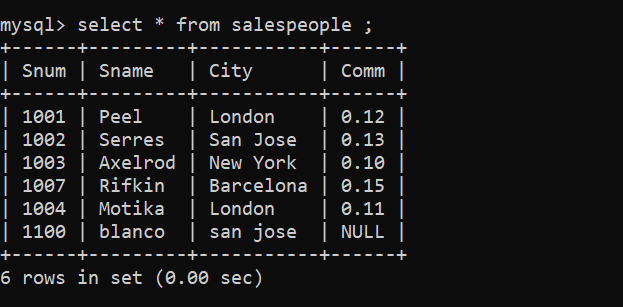 mysql> select * from salespeople ;
+------+---------+-----------+------+
| Snum | Sname   | City      | Comm |
+------+---------+-----------+------+
| 1001 | Peel    | London    | 0.12 |
| 1002 | Serres  | San Jose  | 0.13 |
| 1003 | Axelrod | New York  | 0.10 |
| 1007 | Rifkin  | Barcelona | 0.15 |
| 1004 | Motika  | London    | 0.11 |
| 1100 | blanco  | san jose  | NULL |
+------+---------+-----------+------+
6 rows in set (0.00 sec)